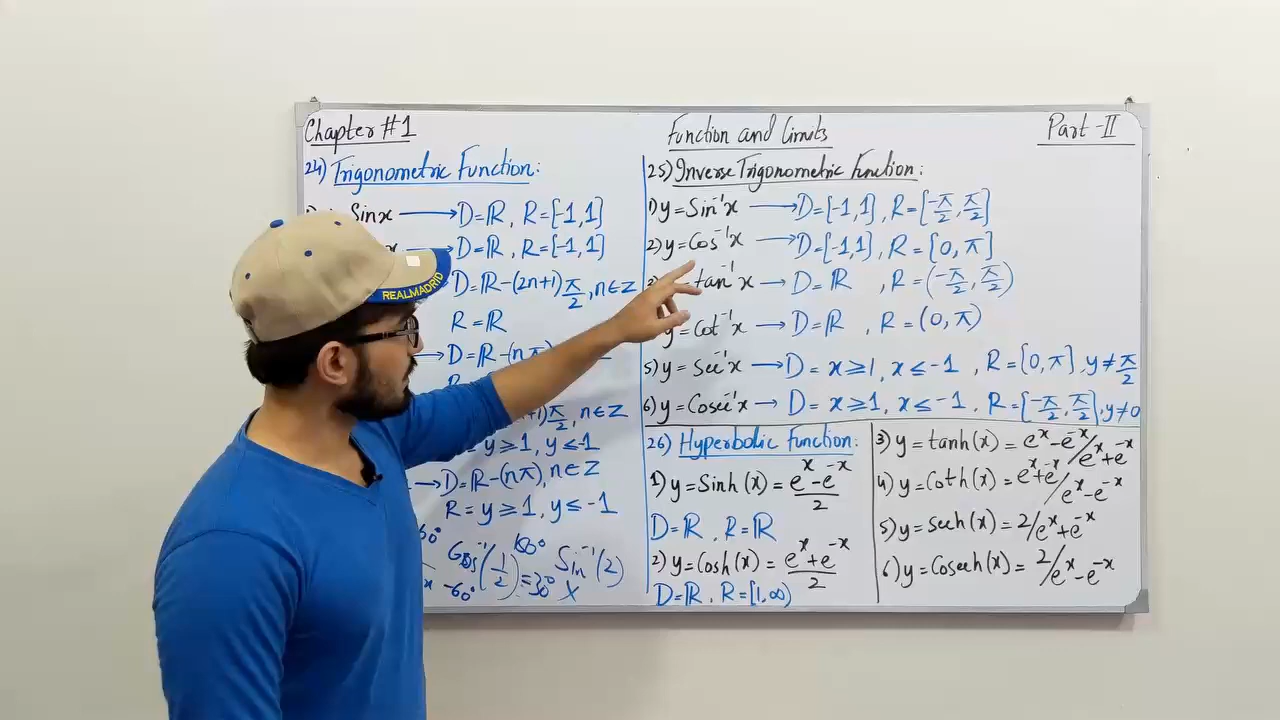 Chapter #1
Function and Limits
Part-II
24) Trigonometric Function:
Sinx → D=ℝ, R=[-1,1]
x → D=ℝ, R=[-1,1]
D=ℝ-(2n+1)π/2, n∈Z
R=ℝ
→ D=ℝ-(nπ)
π/2, n∈Z
y≥1, y≤-1
→ D=ℝ-(nπ), n∈Z
R=y≥1, y≤-1
25) Inverse Trigonometric Function:
1) y=Sin⁻¹x → D=[-1,1], R=[-π/2, π/2]
2) y=Cos⁻¹x → D=[-1,1], R=[0,π]
tan⁻¹x → D=ℝ, R=(-π/2, π/2)
y=Cot⁻¹x → D=ℝ, R=(0,π)
5) y=Sec⁻¹x → D= x≥1, x≤-1, R=[0,π], y≠π/2
6) y=Cosec⁻¹x → D= x≥1, x≤-1, R=[-π/2, π/2], y≠0
26) Hyperbolic Function:
1) y=Sinh(x)= (eˣ-e⁻ˣ)/2
D=ℝ, R=ℝ
2) y=Cosh(x)= (eˣ+e⁻ˣ)/2
D=ℝ, R=[1,∞)
3) y=tanh(x)= eˣ-e⁻ˣ/eˣ+e⁻ˣ
4) y=Coth(x)= eˣ+e⁻ˣ/eˣ-e⁻ˣ
5) y=sech(x)= 2/eˣ+e⁻ˣ
6) y=Cosech(x)= 2/eˣ-e⁻ˣ
(1/2)=30°
Sin⁻¹(2)
X
-60°
REALMADRID